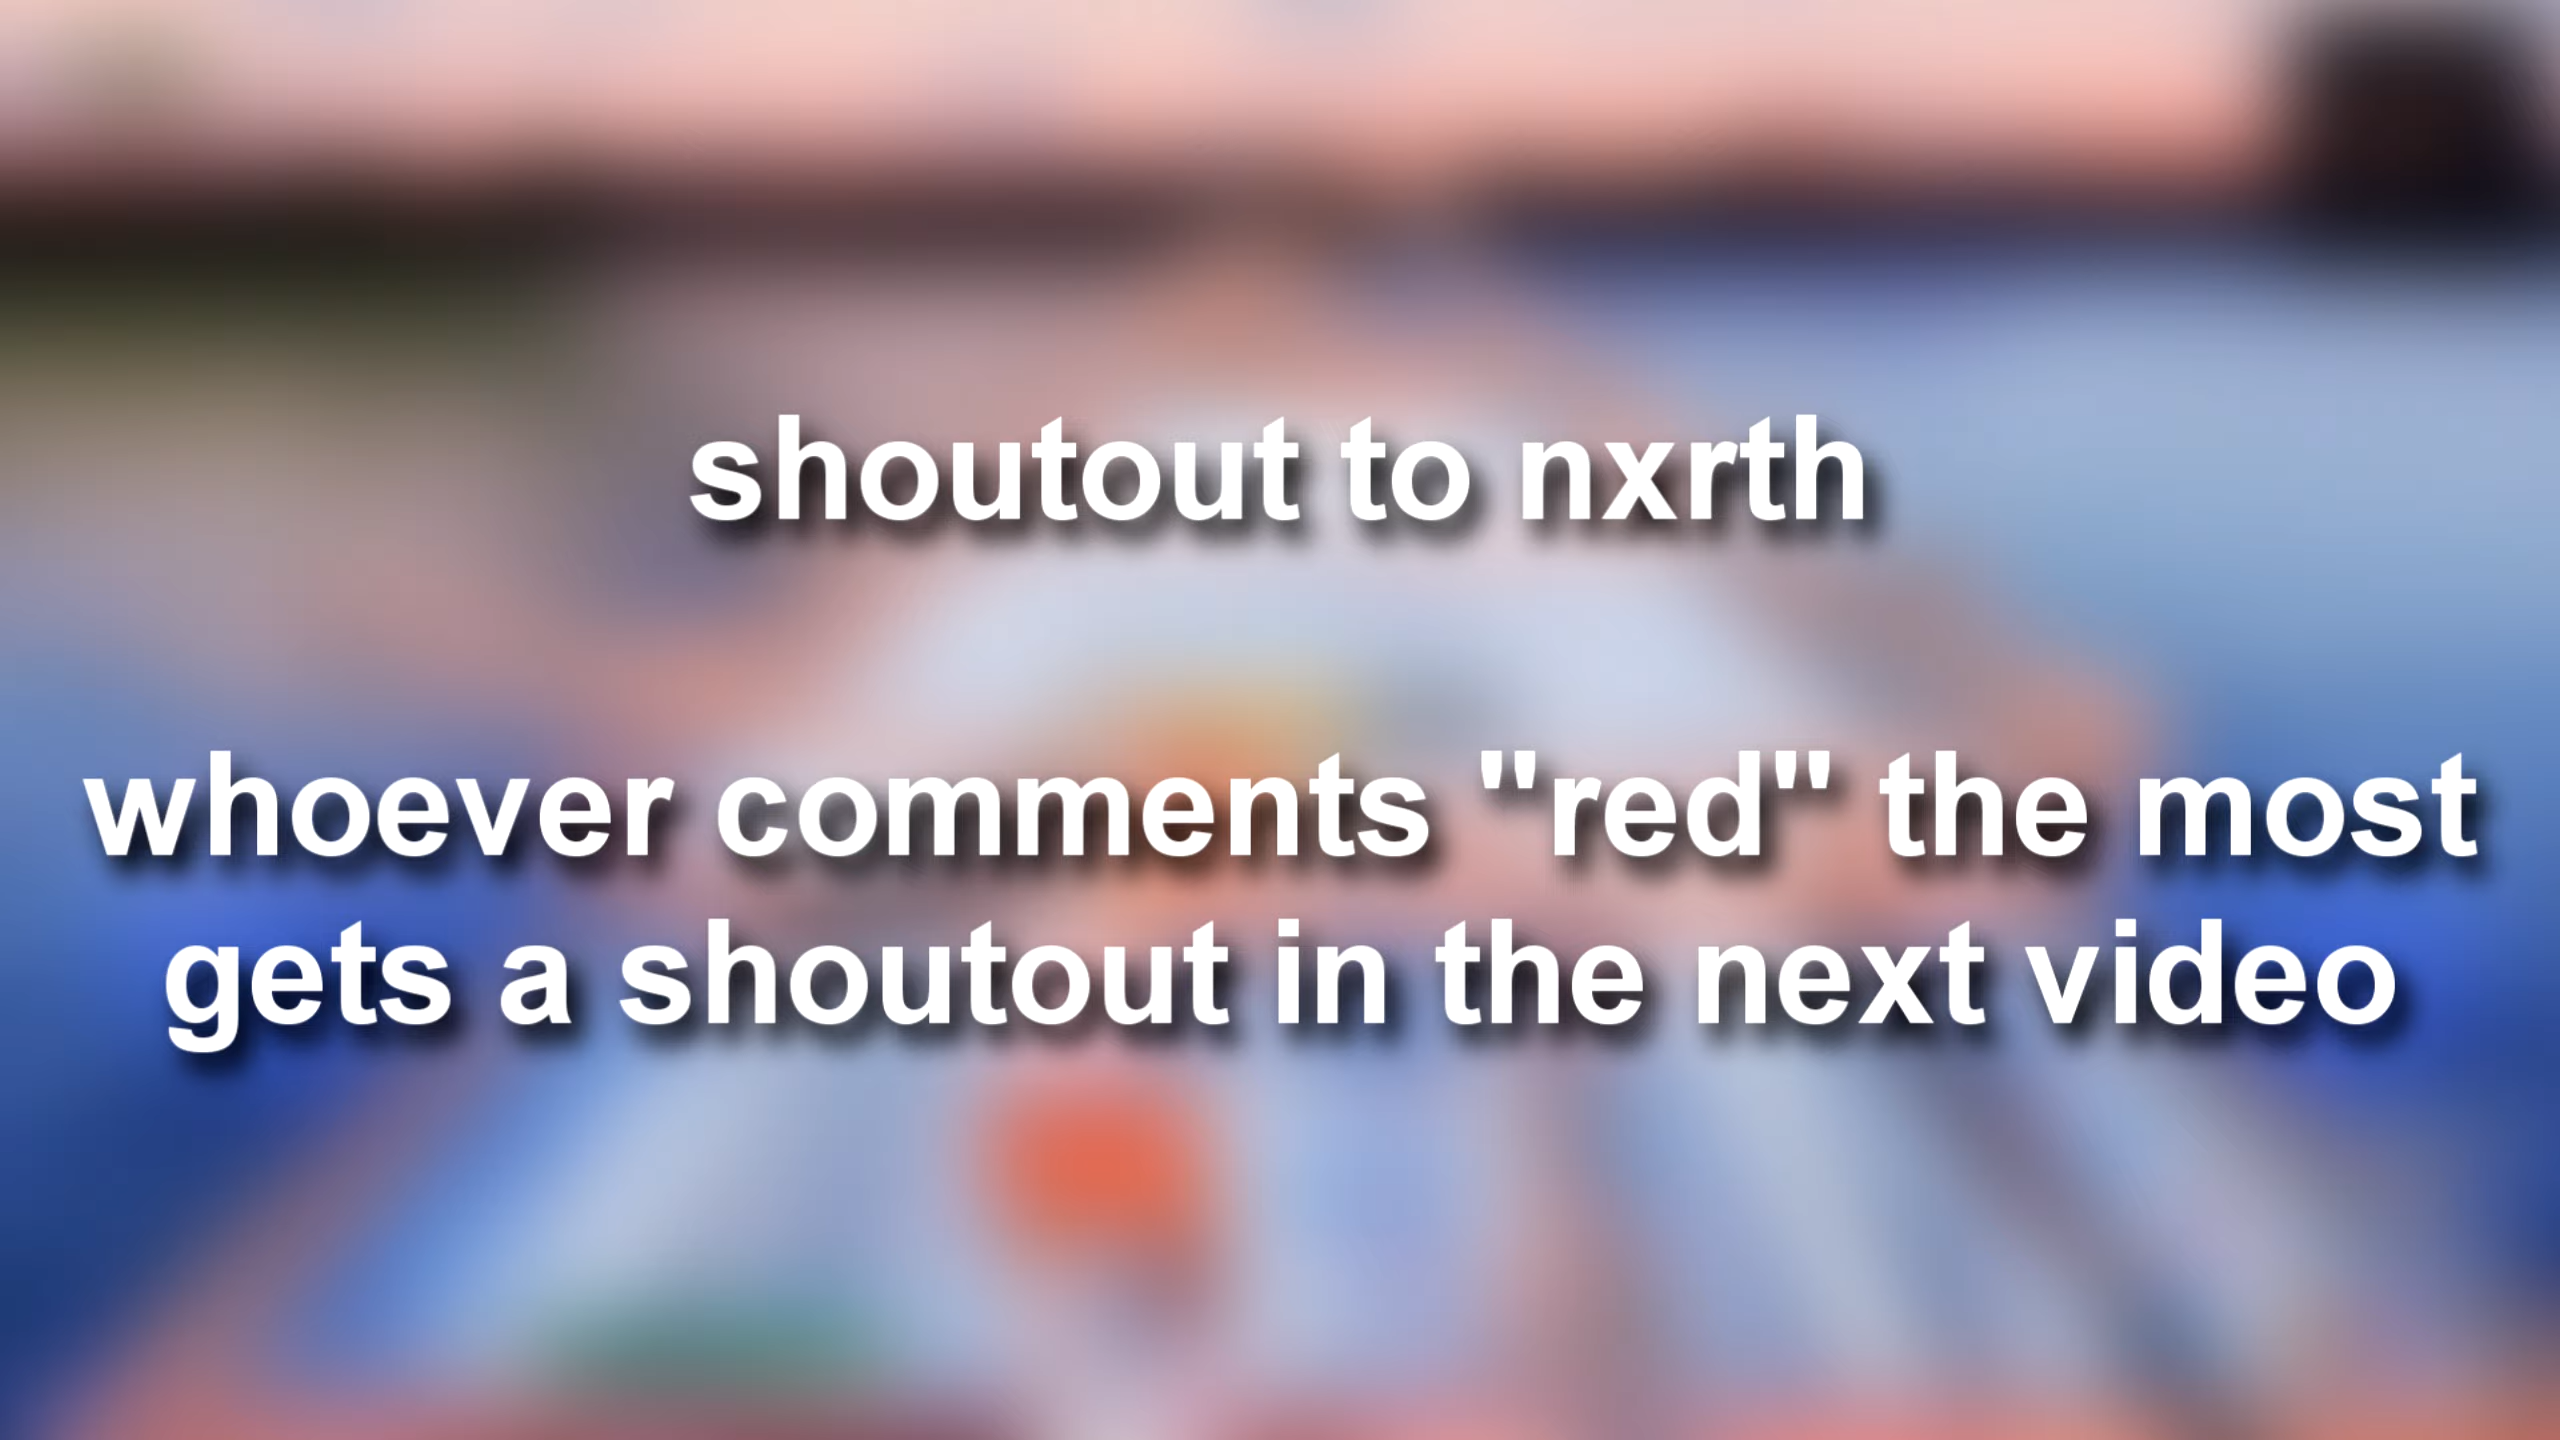 shoutout to nxrth
whoever comments "red" the most
gets a shoutout in the next video